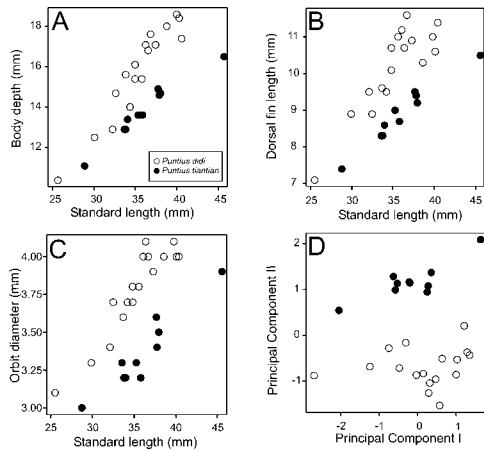 A
Body depth (mm)
18
16
14
12
25 30 35 40 45
Standard length (mm)
Puntius didi
Puntius tiantian
B
Dorsal fin length (mm)
11
10
9
8
7
25 30 35 40 45
Standard length (mm)
C
Orbit diameter (mm)
4.00
3.75
3.50
3.25
3.00
25 30 35 40 45
Standard length (mm)
D
Principal Component II
2
1
0
-1
-2 -1 0 1
Principal Component I